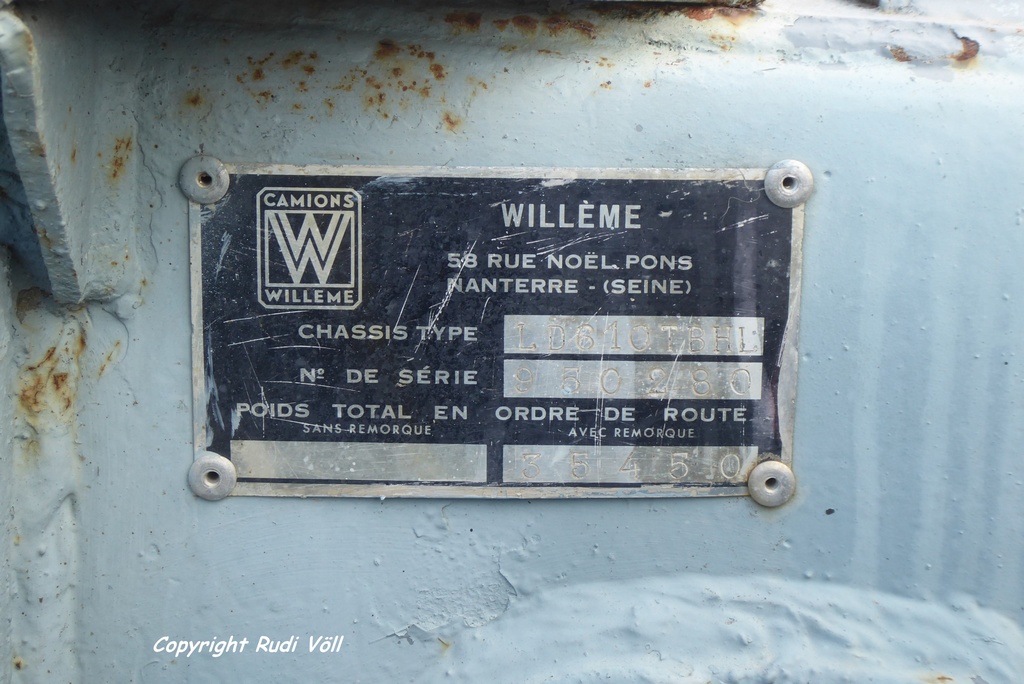 CAMIONS
W
WILLEME
WILLÈME
58 RUE NOËL PONS
NANTERRE - (SEINE)
CHASSIS TYPE LD610TBHL
Nº DE SÉRIE 950280
POIDS TOTAL EN ORDRE DE ROUTE
SANS REMORQUE AVEC REMORQUE
35450
Copyright Rudi Völl